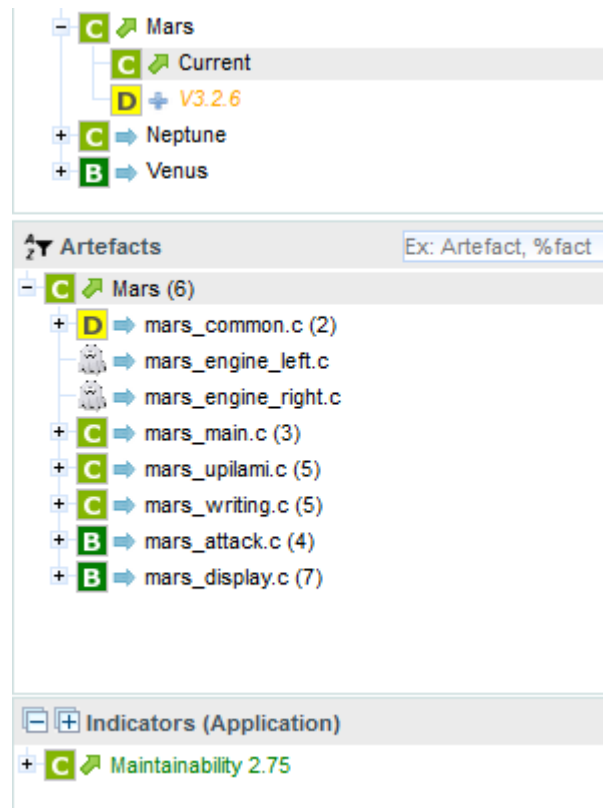 C Mars
C Current
D V3.2.6
C Neptune
B Venus
A Z Artefacts Ex: Artefact, %fact
C Mars (6)
D mars_common.c (2)
mars_engine_left.c
mars_engine_right.c
C mars_main.c (3)
C mars_upilami.c (5)
C mars_writing.c (5)
B mars_attack.c (4)
B mars_display.c (7)
Indicators (Application)
C Maintainability 2.75